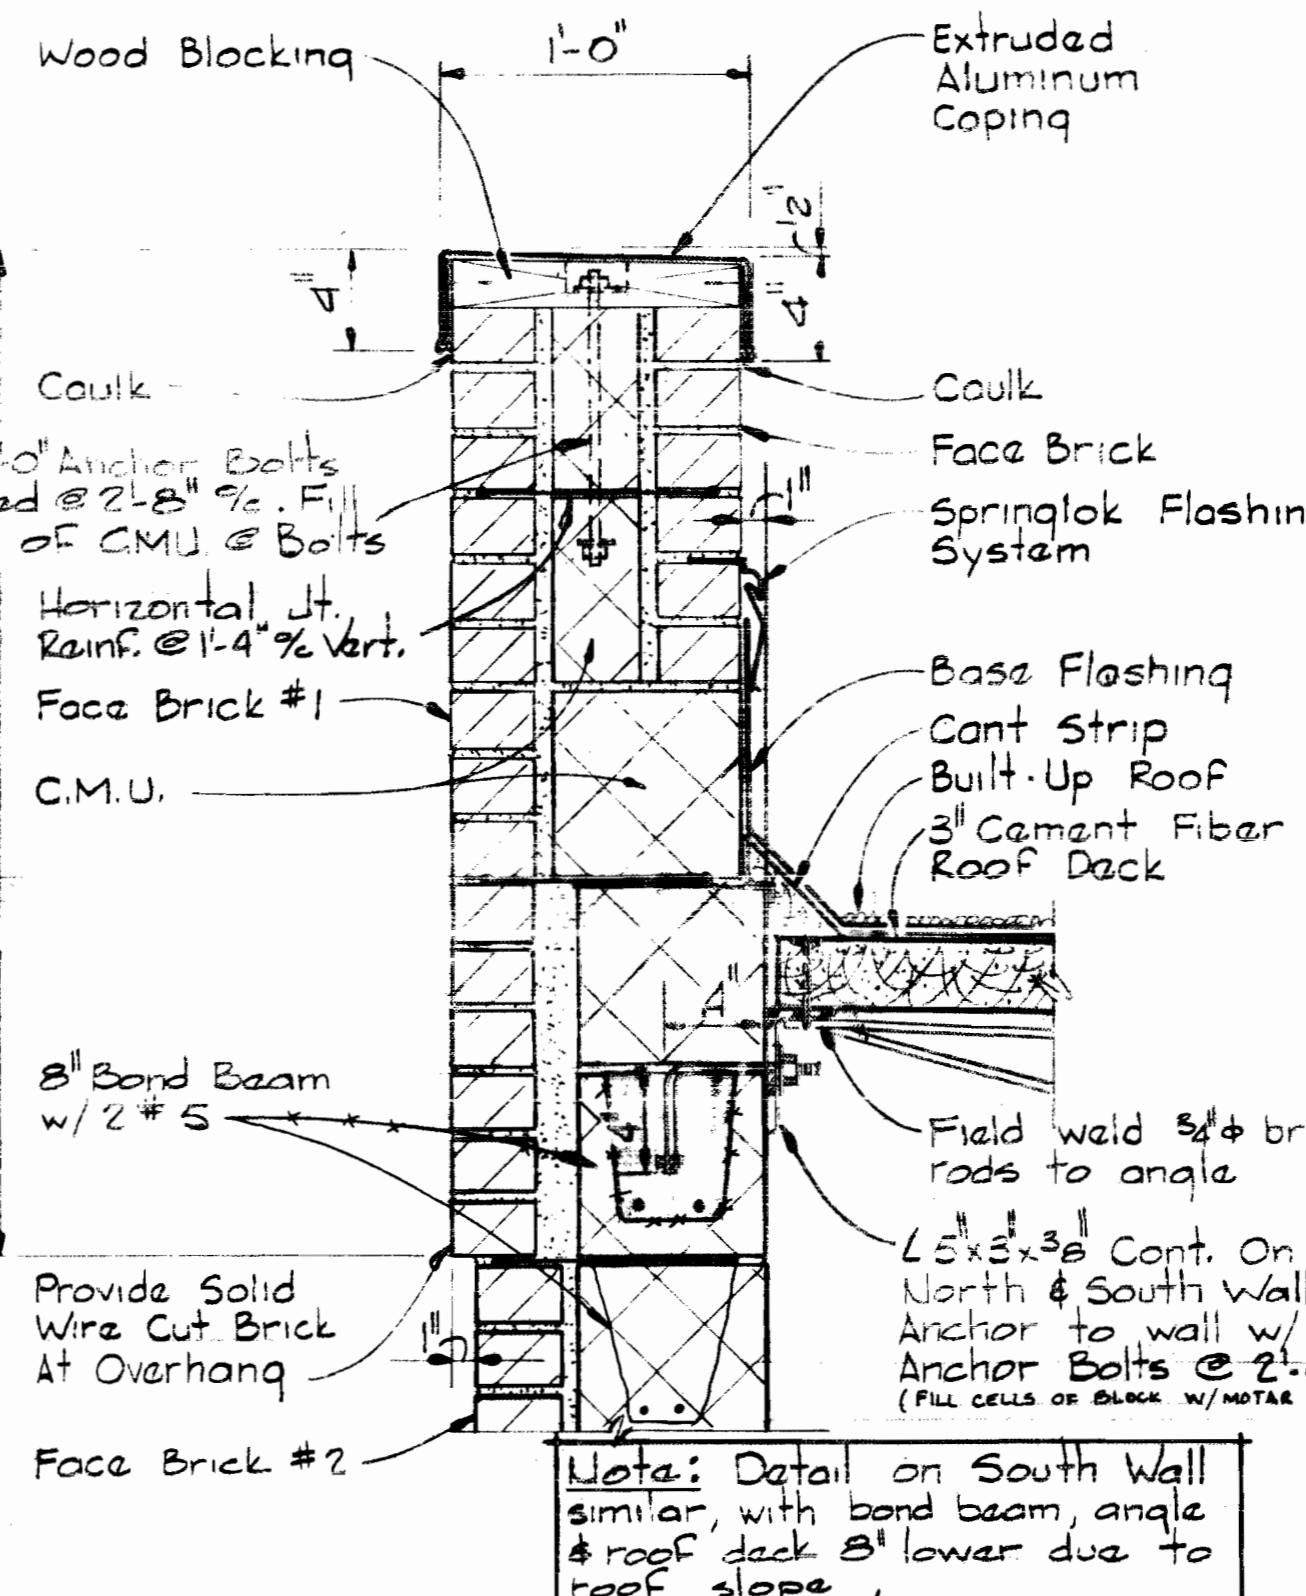 Wood Blocking
1'-0"
Extruded
Aluminum
Coping
1/2"
4"
4"
Caulk
Caulk
Face Brick
-0" Anchor Bolts
@ 2'-8" o/c. Fill
of C.M.U. @ Bolts
1"
Springlok Flashin
System
Horizontal Jt.
Reinf. @ 1'-4" o/c Vert.
Face Brick #1
C.M.U.
Base Flashing
Cant Strip
Built-Up Roof
3" Cement Fiber
Roof Deck
4"
8" Bond Beam
w/ 2 # 5
4"
Field weld 3/4" ϕ br
rods to angle
L 5"x3"x3/8" Cont. On
North & South Wall
Anchor to wall w/
Anchor Bolts @ 2'-
(FILL CELLS OF BLOCK W/ MOTAR
Provide Solid
Wire Cut Brick
At Overhang
1"
Face Brick #2
Note: Detail on South Wall
similar, with bond beam, angle
& roof deck 8" lower due to
roof slope